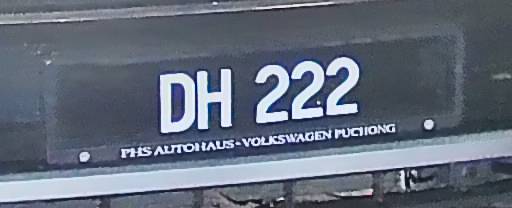 DH 222
PHS AUTOHAUS - VOLKSWAGEN PUCHONG